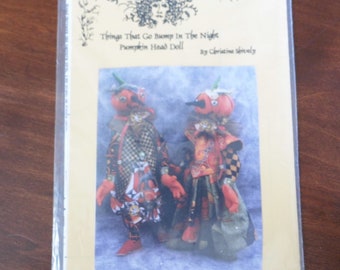 Things That Go Bump In The Night
Pumpkin Head Doll
By Christine Shively